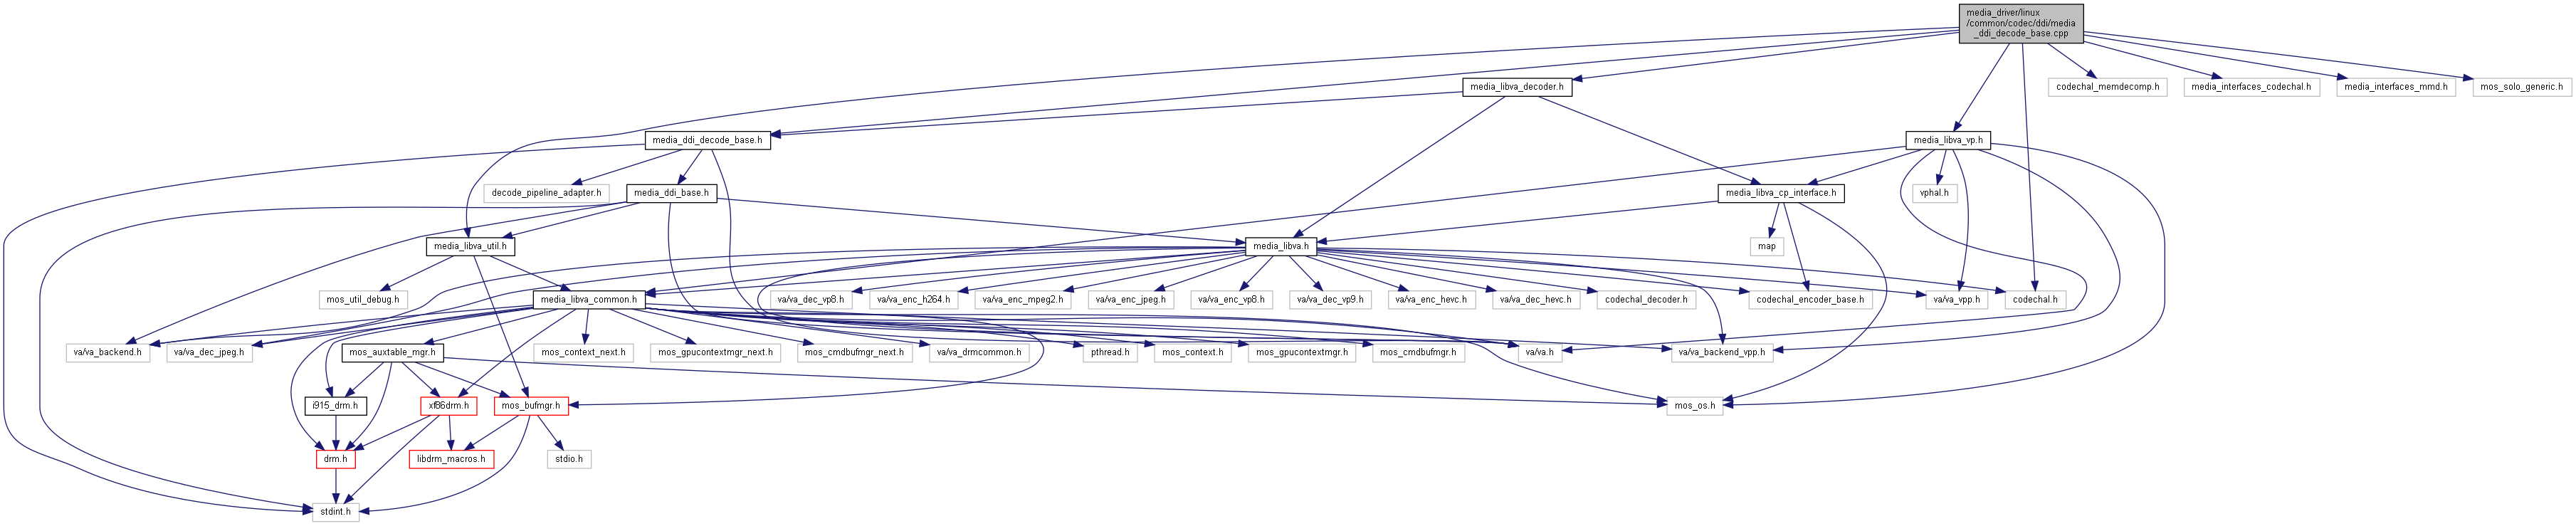 media_driver/linux
/common/codec/ddi/media
_ddi_decode_base.cpp
media_libva_decoder.h
codechal_memdecomp.h
media_interfaces_codechal.h
media_interfaces_mmd.h
mos_solo_generic.h
media_ddi_decode_base.h
media_libva_vp.h
decode_pipeline_adapter.h
media_ddi_base.h
media_libva_cp_interface.h
vphal.h
media_libva_util.h
media_libva.h
map
mos_util_debug.h
media_libva_common.h
va/va_dec_vp8.h
va/va_enc_h264.h
va/va_enc_mpeg2.h
va/va_enc_jpeg.h
va/va_enc_vp8.h
va/va_dec_vp9.h
va/va_enc_hevc.h
va/va_dec_hevc.h
codechal_decoder.h
codechal_encoder_base.h
va/va_vpp.h
codechal.h
va/va_backend.h
va/va_dec_jpeg.h
mos_auxtable_mgr.h
mos_context_next.h
mos_gpucontextmgr_next.h
mos_cmdbufmgr_next.h
va/va_drmcommon.h
pthread.h
mos_context.h
mos_gpucontextmgr.h
mos_cmdbufmgr.h
va/va.h
va/va_backend_vpp.h
i915_drm.h
xf86drm.h
mos_bufmgr.h
mos_os.h
drm.h
libdrm_macros.h
stdio.h
stdint.h